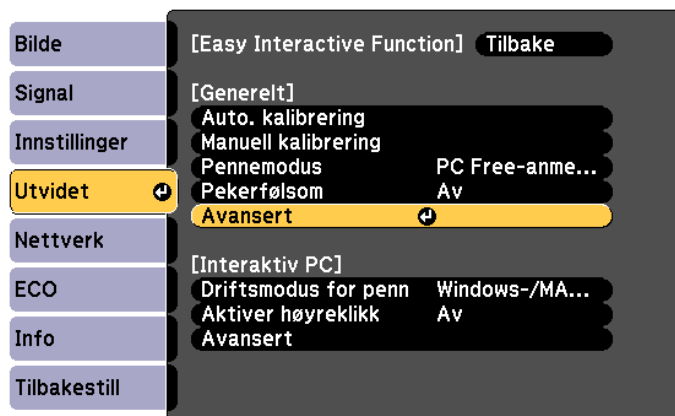 Bilde
Signal
Innstillinger
Utvidet
Nettverk
ECO
Info
Tilbakestill
[Easy Interactive Function] Tilbake
[Generelt]
Auto. kalibrering
Manuell kalibrering
Pennemodus PC Free-anme...
Pekerfølsom Av
Avansert
[Interaktiv PC]
Driftsmodus for penn Windows-/MA...
Aktiver høyreklikk Av
Avansert